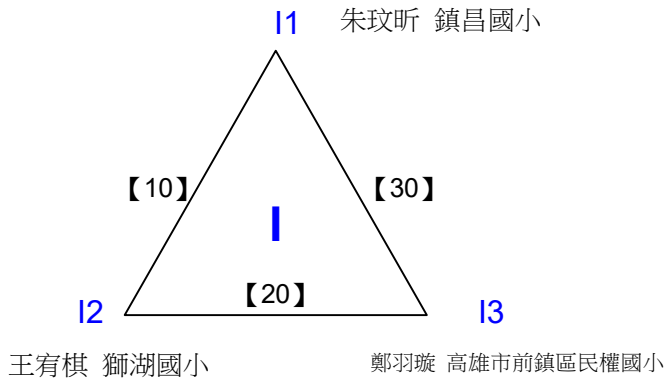 I1 朱玟昕 鎮昌國小
【10】 【30】
I
【20】
I2 I3
王宥棋 獅湖國小 鄭羽璇 高雄市前鎮區民權國小